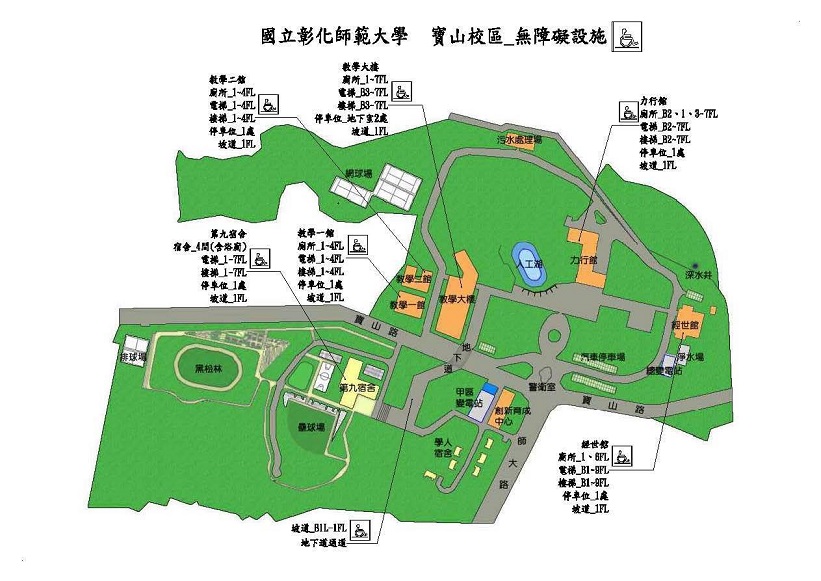 國立彰化師範大學 寶山校區_無障礙設施
教學二館
廁所_1~4FL
電梯_1~4FL
樓梯_1~4FL
停車位_1處
坡道_1FL
教學大樓
廁所_1~7FL
電梯_B3~7FL
樓梯_B3~7FL
停車位_地下室2處
坡道_1FL
力行館
廁所_B2、1、3~7FL
電梯_B2~7FL
樓梯_B2~7FL
停車位_1處
坡道_1FL
第九宿舍
宿舍_4間(含浴廁)
電梯_1~7FL
樓梯_1~7FL
停車位_1處
坡道_1FL
教學一館
廁所_1~4FL
電梯_1~4FL
樓梯_1~4FL
停車位_1處
坡道_1FL
污水處理場
網球場
人工湖
力行館
深水井
教學二館
教學一館
教學大樓
經世館
寶山路
地下道
汽車停車場
淨水場
總變電站
排球場
黑松林
第九宿舍
甲區變電站
警衛室
寶山路
創新育成中心
壘球場
學人宿舍
師大路
經世館
廁所_1、6FL
電梯_B1~9FL
樓梯_B1~9FL
停車位_1處
坡道_1FL
坡道_B1L~1FL
地下道通道